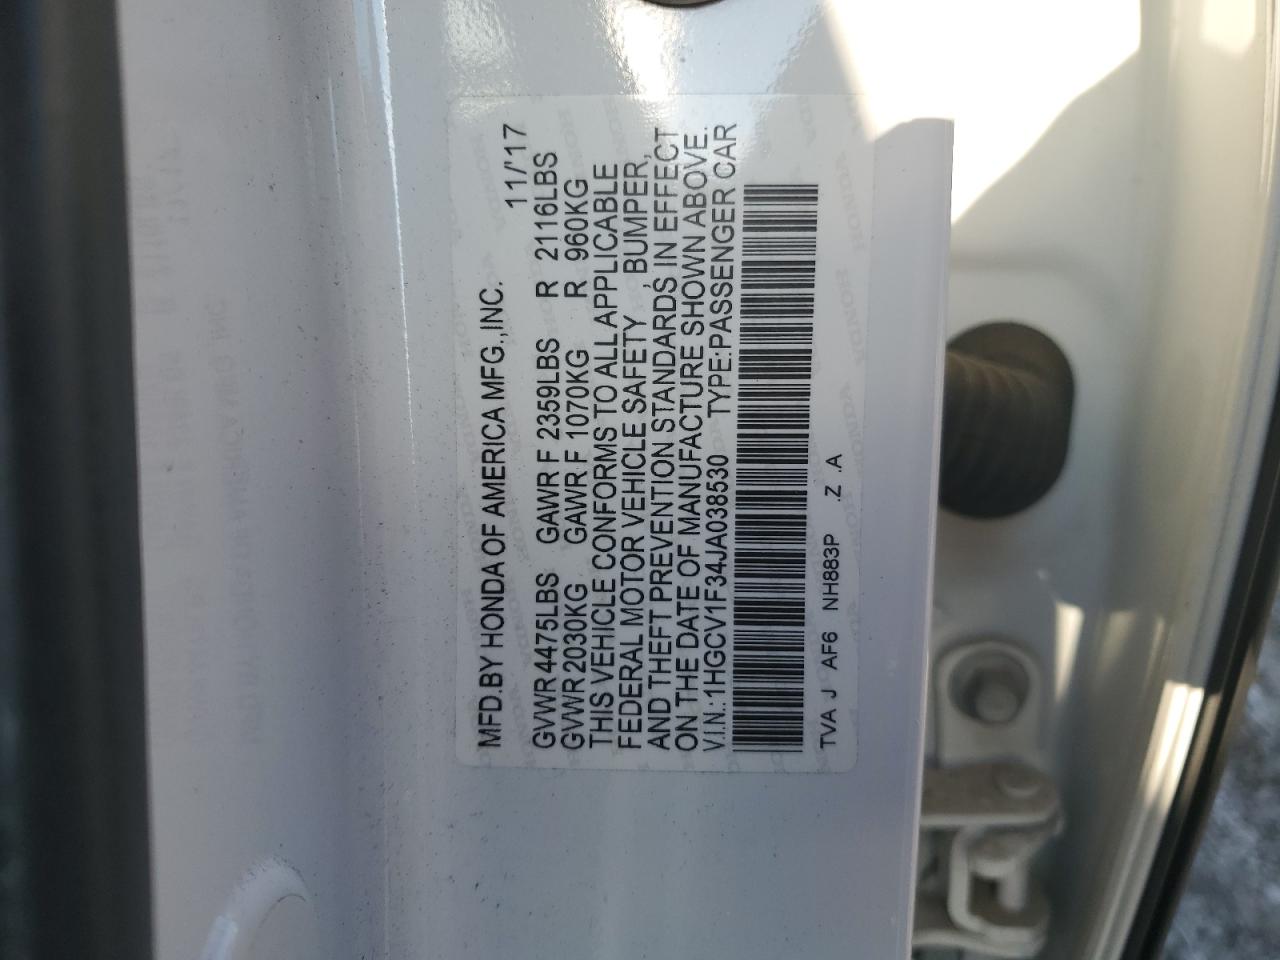 MFD.BY HONDA OF AMERICA MFG.,INC. 11/'17
GVWR 4475LBS GAWR F 2359LBS R 2116LBS
GVWR 2030KG GAWR F 1070KG R 960KG
THIS VEHICLE CONFORMS TO ALL APPLICABLE
FEDERAL MOTOR VEHICLE SAFETY, BUMPER,
AND THEFT PREVENTION STANDARDS IN EFFECT
ON THE DATE OF MANUFACTURE SHOWN ABOVE.
V.I.N.:1HGCV1F34JA038530 TYPE:PASSENGER CAR
TVA J AF6 NH883P .Z .A